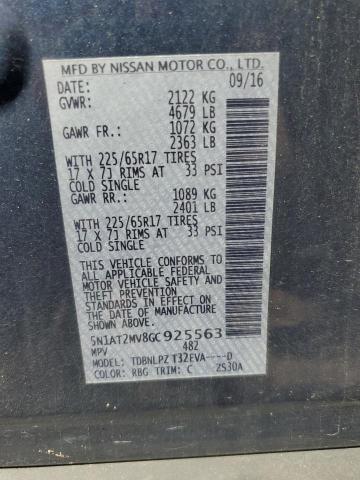 MFD BY NISSAN MOTOR CO., LTD.
DATE: 09/16
GVWR: 2122 KG
4679 LB
GAWR FR.: 1072 KG
2363 LB
WITH 225/65R17 TIRES
17 X 7J RIMS AT 33 PSI
COLD SINGLE
GAWR RR.: 1089 KG
2401 LB
WITH 225/65R17 TIRES
17 X 7J RIMS AT 33 PSI
COLD SINGLE
THIS VEHICLE CONFORMS TO
ALL APPLICABLE FEDERAL
MOTOR VEHICLE SAFETY AND
THEFT PREVENTION
STANDARDS IN EFFECT ON THE
DATE OF MANUFACTURE
SHOWN ABOVE.
5N1AT2MV8GC925563
MPV 482
MODEL: TDBNLPZ T32EVA----D
COLOR: RBG TRIM: C ZS30A